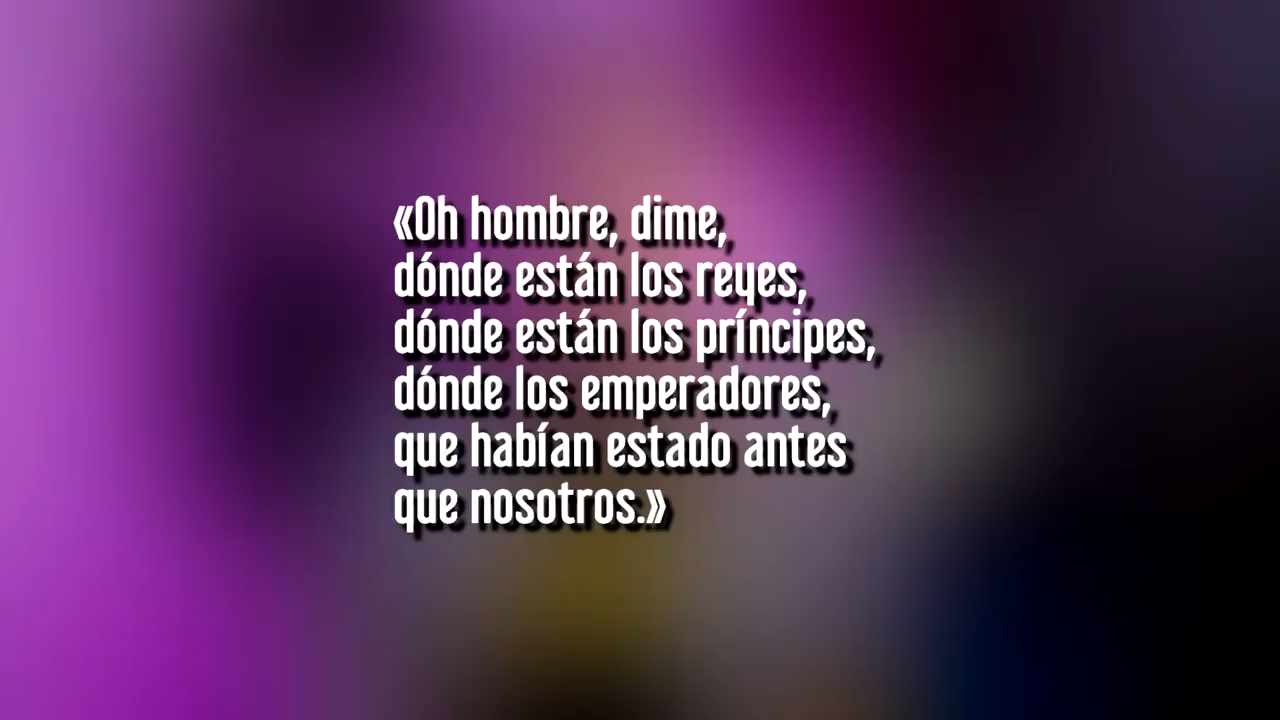 «Oh hombre, dime,
dónde están los reyes,
dónde están los príncipes,
dónde los emperadores,
que habían estado antes
que nosotros.»